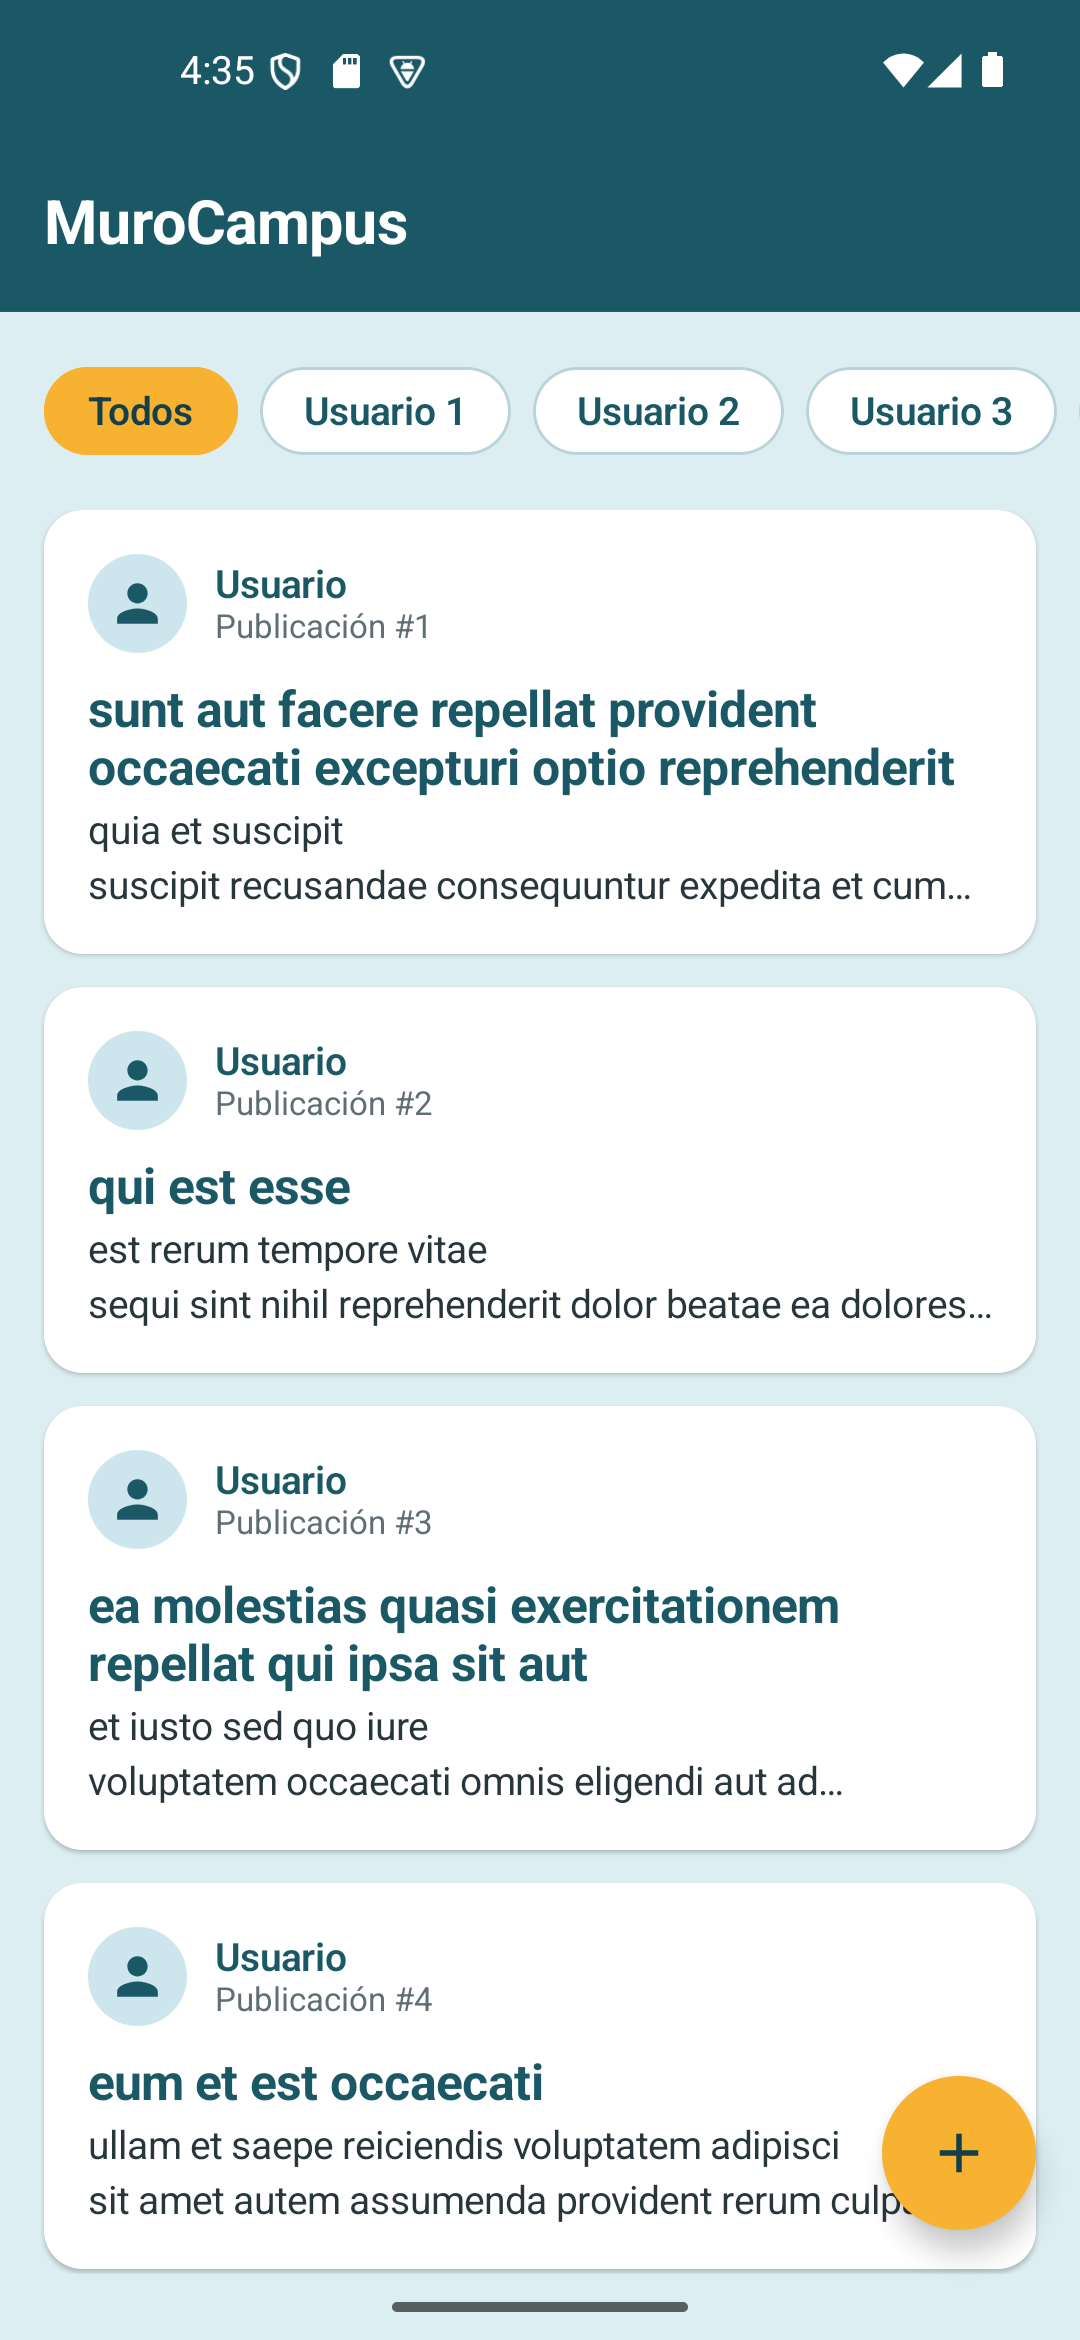 4:35
MuroCampus
Todos
Usuario 1
Usuario 2
Usuario 3
Usuario
Publicación #1
sunt aut facere repellat provident
occaecati excepturi optio reprehenderit
quia et suscipit
suscipit recusandae consequuntur expedita et cum…
Usuario
Publicación #2
qui est esse
est rerum tempore vitae
sequi sint nihil reprehenderit dolor beatae ea dolores…
Usuario
Publicación #3
ea molestias quasi exercitationem
repellat qui ipsa sit aut
et iusto sed quo iure
voluptatem occaecati omnis eligendi aut ad…
Usuario
Publicación #4
eum et est occaecati
ullam et saepe reiciendis voluptatem adipisci
sit amet autem assumenda provident rerum